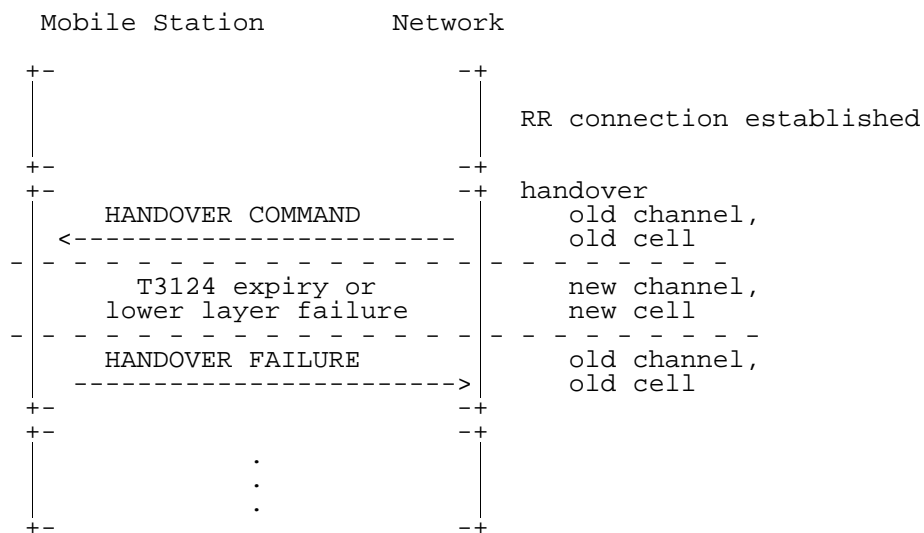 Mobile Station Network
RR connection established
handover
HANDOVER COMMAND old channel,
old cell
T3124 expiry or new channel,
lower layer failure new cell
HANDOVER FAILURE old channel,
old cell